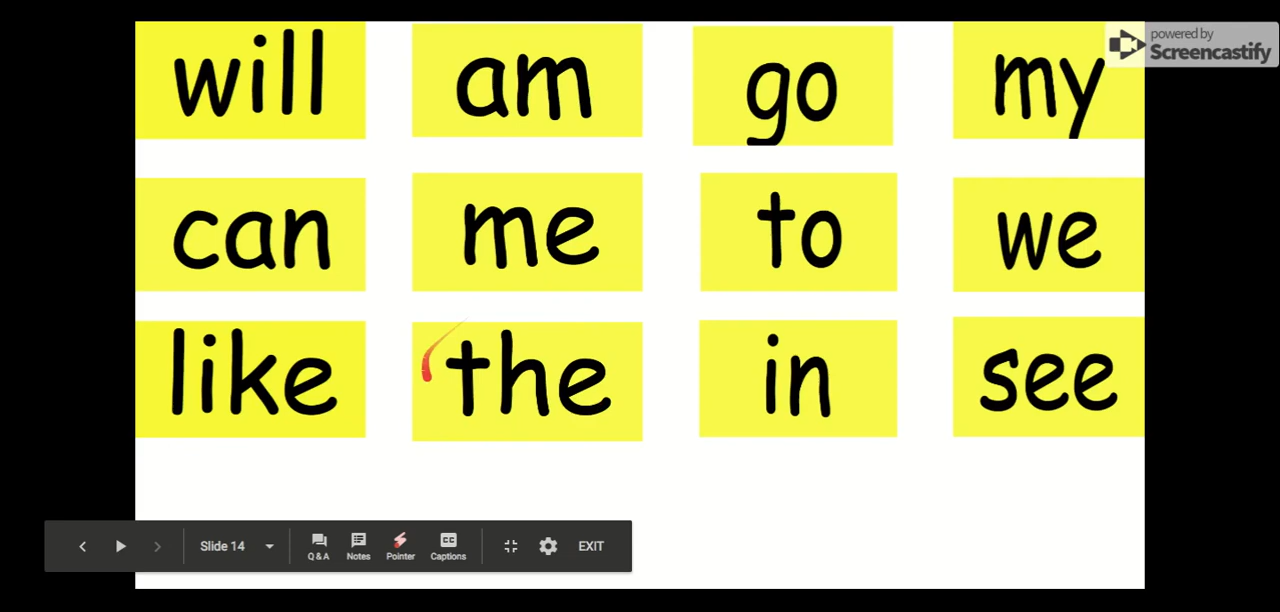 powered by
Screencastify
will am go my
can me to we
like the in see
Slide 14
Q & A Notes Pointer Captions
CC
EXIT